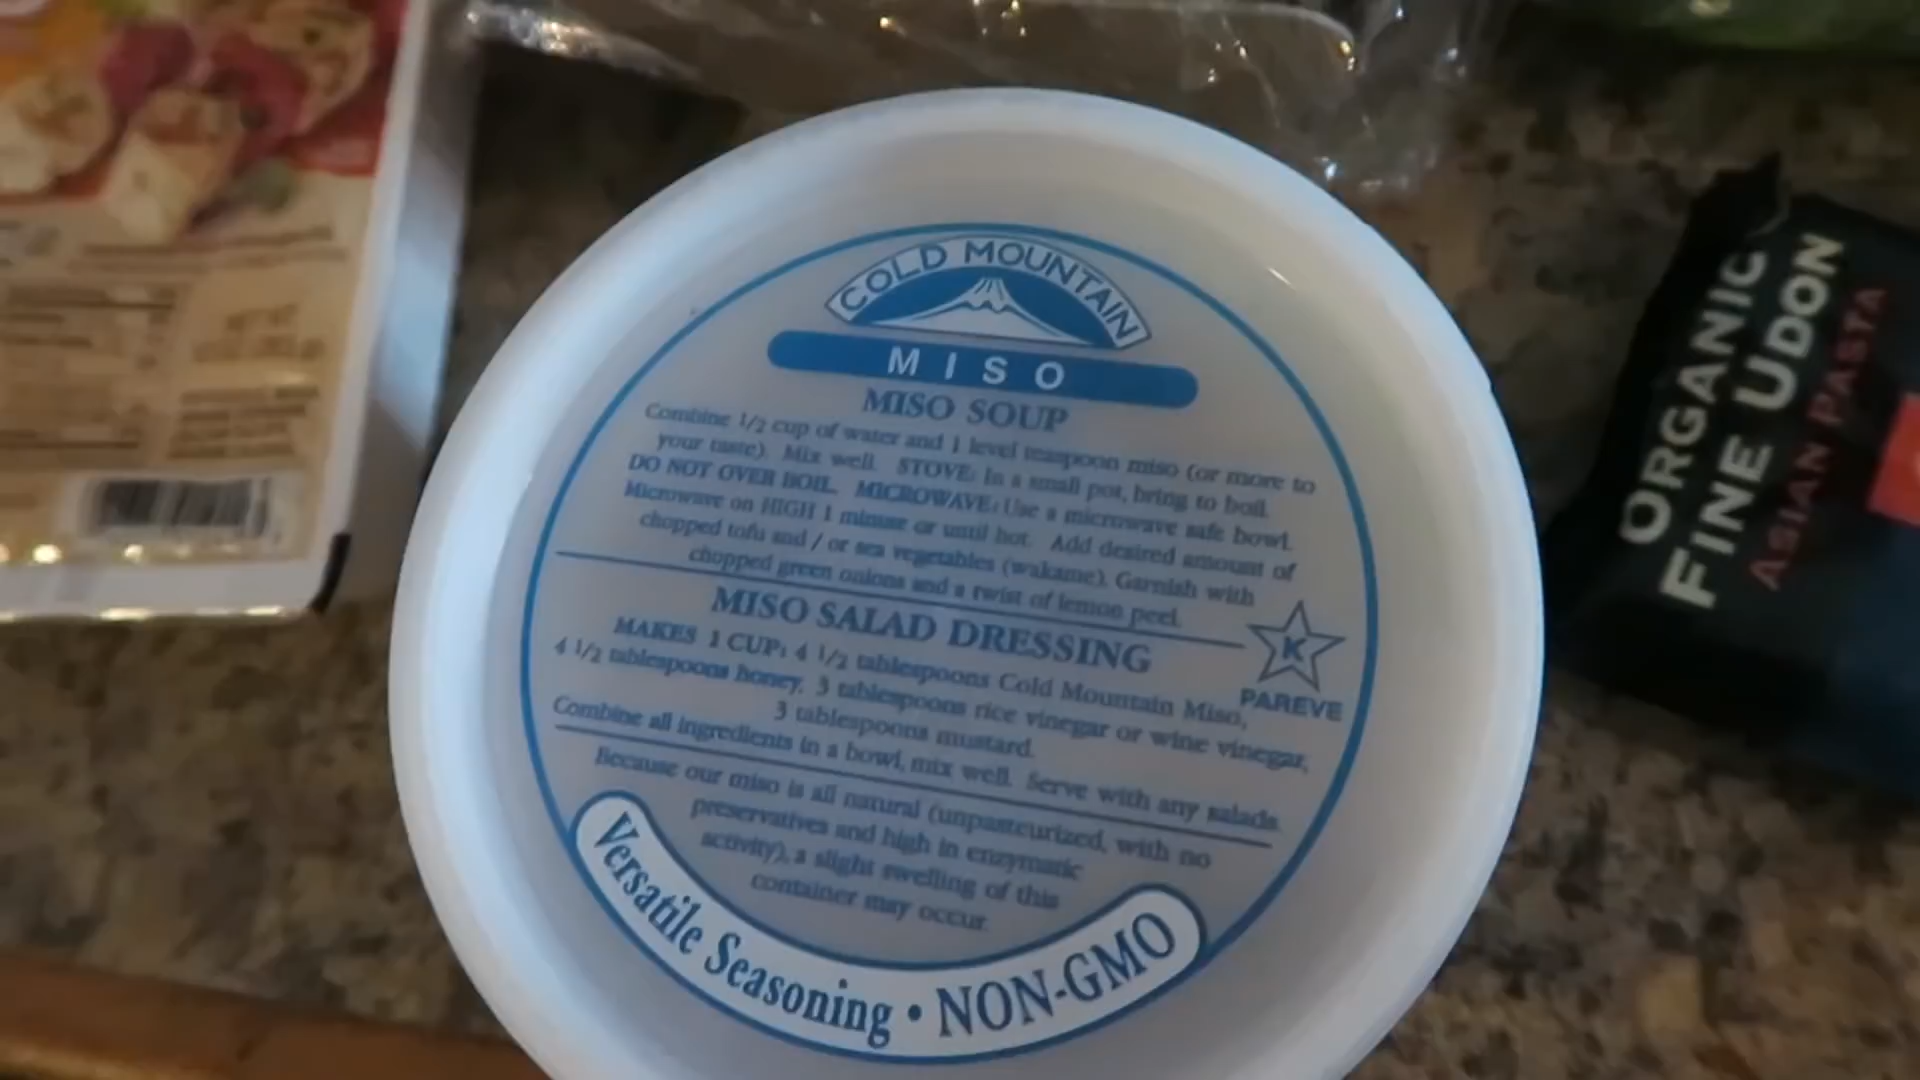 COLD MOUNTAIN
MISO
MISO SOUP
Combine 1/2 cup of water and 1 level teaspoon miso (or more to
your taste). Mix well. STOVE: In a small pot, bring to boil.
DO NOT OVER BOIL. MICROWAVE: Use a microwave safe bowl.
Microwave on HIGH 1 minute or until hot. Add desired amount of
chopped tofu and / or sea vegetables (wakame). Garnish with
chopped green onions and a twist of lemon peel.
MISO SALAD DRESSING
MAKES 1 CUP: 4 1/2 tablespoons Cold Mountain Miso,
4 1/2 tablespoons honey, 3 tablespoons rice vinegar or wine vinegar,
3 tablespoons mustard.
Combine all ingredients in a bowl, mix well. Serve with any salads.
K
PAREVE
Because our miso is all natural (unpasteurized, with no
preservatives and high in enzymatic
activity), a slight swelling of this
container may occur.
Versatile Seasoning • NON-GMO
ORGANIC
FINE UDON
ASIAN PASTA